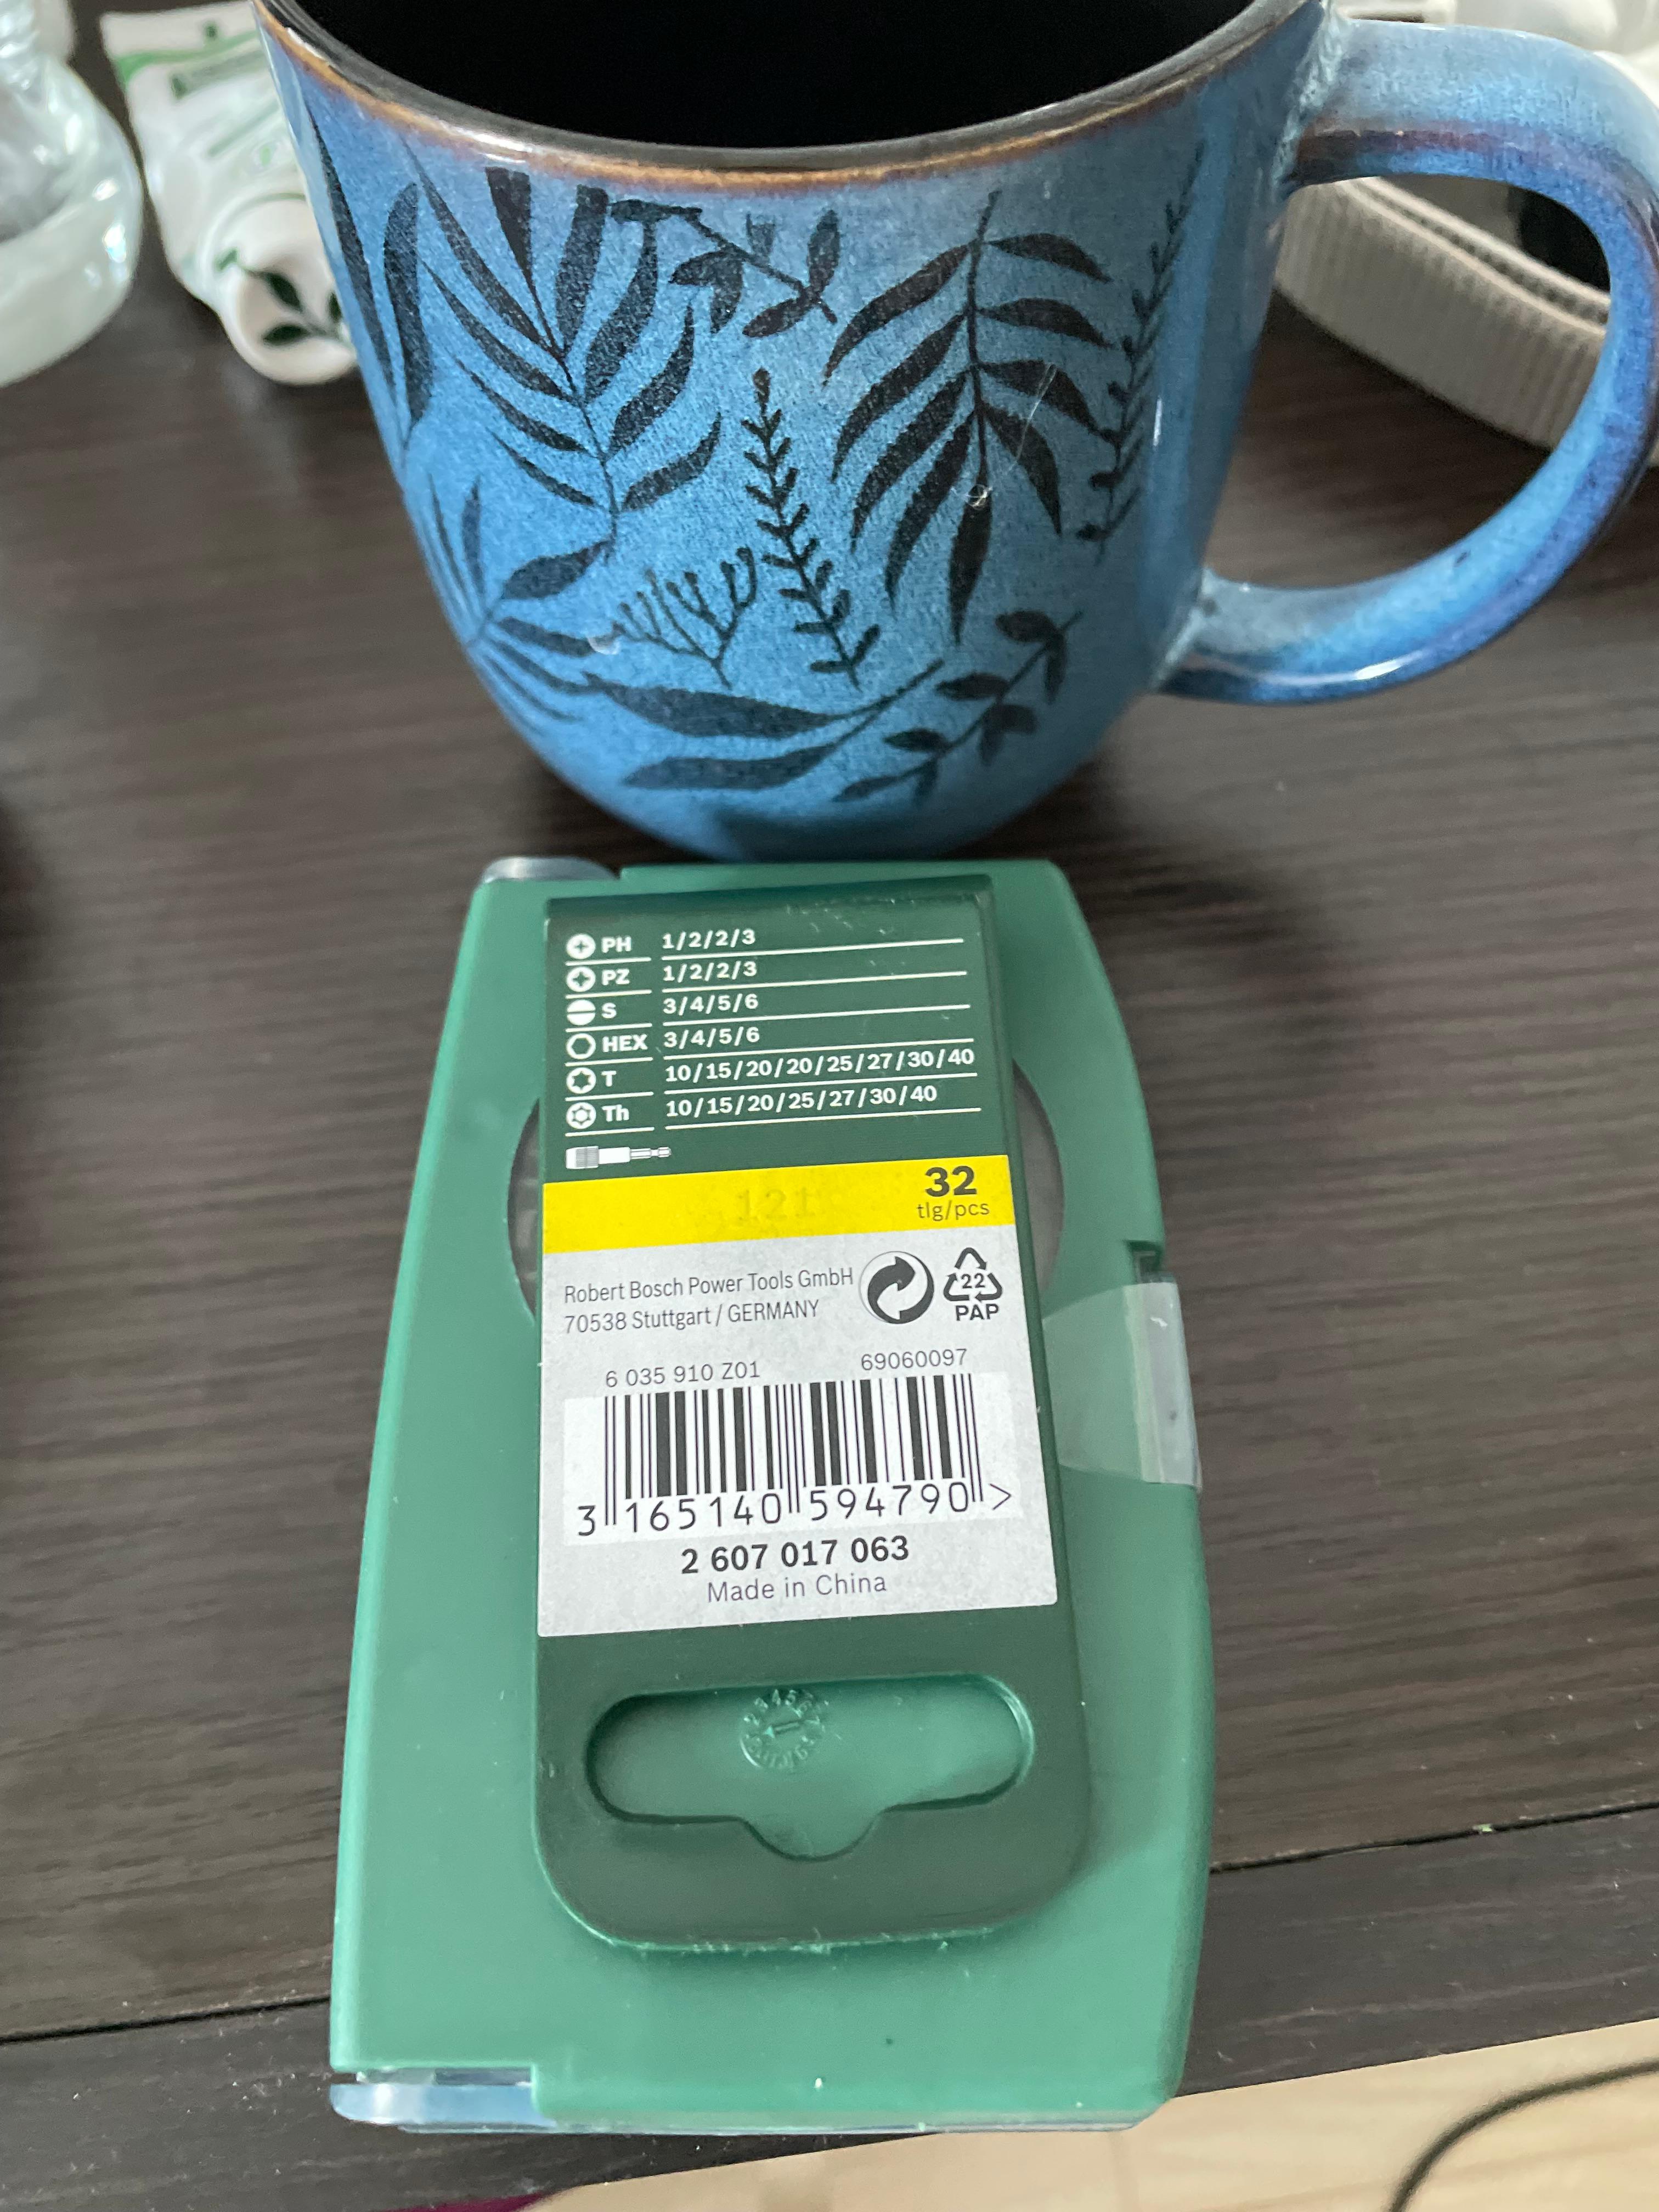 PH 1/2/2/3
PZ 1/2/2/3
S 3/4/5/6
HEX 3/4/5/6
T 10/15/20/20/25/27/30/40
Th 10/15/20/25/27/30/40
121
32
tlg/pcs
Robert Bosch Power Tools GmbH
70538 Stuttgart / GERMANY
22
PAP
6 035 910 Z01 69060097
3 165140 594790 >
2 607 017 063
Made in China